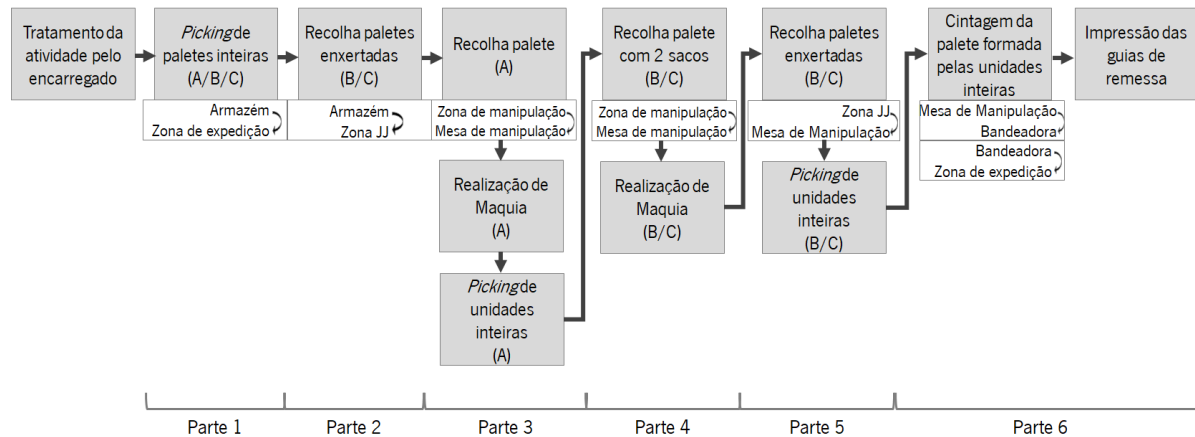 Tratamento da
atividade pelo
encarregado
Picking de
paletes inteiras
(A/B/C)
Armazém
Zona de expedição
Recolha paletes
enxertadas
(B/C)
Armazém
Zona JJ
Recolha palete
(A)
Zona de manipulação
Mesa de manipulação
Realização de
Maquia
(A)
Picking de
unidades
inteiras
(A)
Recolha palete
com 2 sacos
(B/C)
Zona de manipulação
Mesa de manipulação
Realização de
Maquia
(B/C)
Recolha paletes
enxertadas
(B/C)
Zona JJ
Mesa de Manipulação
Picking de
unidades
inteiras
(B/C)
Cintagem da
palete formada
pelas unidades
inteiras
Mesa de Manipulação
Bandeadora
Bandeadora
Zona de expedição
Impressão das
guias de
remessa
Parte 1
Parte 2
Parte 3
Parte 4
Parte 5
Parte 6